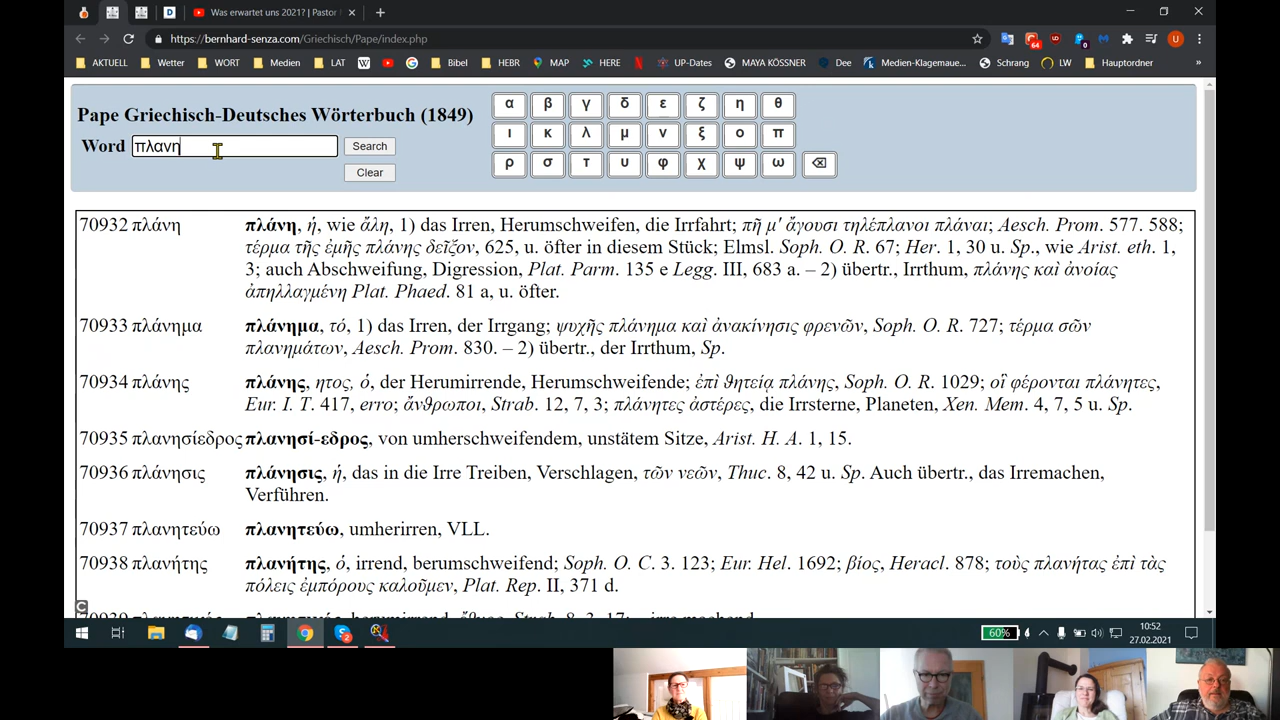 Was erwartet uns 2021? | Pastor
https://bernhard-senza.com/Griechisch/Pape/index.php
64
0
U
AKTUELL Wetter WORT Medien LAT Bibel HEBR MAP HERE UP-Dates MAYA KÖSSNER Dee Medien-Klagemaue... Schrang LW Hauptordner »
Pape Griechisch-Deutsches Wörterbuch (1849)
Word πλανη Search
Clear
α β γ δ ε ζ η θ
ι κ λ μ ν ξ ο π
ρ σ τ υ φ χ ψ ω
70932 πλάνη πλάνη, ἡ, wie ἄλη, 1) das Irren, Herumschweifen, die Irrfahrt; πῆ μ' ἄγουσι τηλέπλανοι πλάναι; Aesch. Prom. 577. 588;
τέρμα τῆς ἐμῆς πλάνης δεῖξον, 625, u. öfter in diesem Stück; Elmsl. Soph. O. R. 67; Her. 1, 30 u. Sp., wie Arist. eth. 1,
3; auch Abschweifung, Digression, Plat. Parm. 135 e Legg. III, 683 a. – 2) übertr., Irrthum, πλάνης καὶ ἀνοίας
ἀπηλλαγμένη Plat. Phaed. 81 a, u. öfter.
70933 πλάνημα πλάνημα, τό, 1) das Irren, der Irrgang; ψυχῆς πλάνημα καὶ ἀνακίνησις φρενῶν, Soph. O. R. 727; τέρμα σῶν
πλανημάτων, Aesch. Prom. 830. – 2) übertr., der Irrthum, Sp.
70934 πλάνης πλάνης, ητος, ὁ, der Herumirrende, Herumschweifende; ἐπὶ θητείᾳ πλάνης, Soph. O. R. 1029; οἳ φέρονται πλάνητες,
Eur. I. T. 417, erro; ἄνθρωποι, Strab. 12, 7, 3; πλάνητες ἀστέρες, die Irrsterne, Planeten, Xen. Mem. 4, 7, 5 u. Sp.
70935 πλανησίεδρος πλανησί-εδρος, von umherschweifendem, unstätem Sitze, Arist. H. A. 1, 15.
70936 πλάνησις πλάνησις, ἡ, das in die Irre Treiben, Verschlagen, τῶν νεῶν, Thuc. 8, 42 u. Sp. Auch übertr., das Irremachen,
Verführen.
70937 πλανητεύω πλανητεύω, umherirren, VLL.
70938 πλανήτης πλανήτης, ὁ, irrend, berumschweifend; Soph. O. C. 3. 123; Eur. Hel. 1692; βίος, Heracl. 878; τοὺς πλανήτας ἐπὶ τὰς
πόλεις ἐμπόρους καλοῦμεν, Plat. Rep. II, 371 d.
60%
10:52
27.02.2021